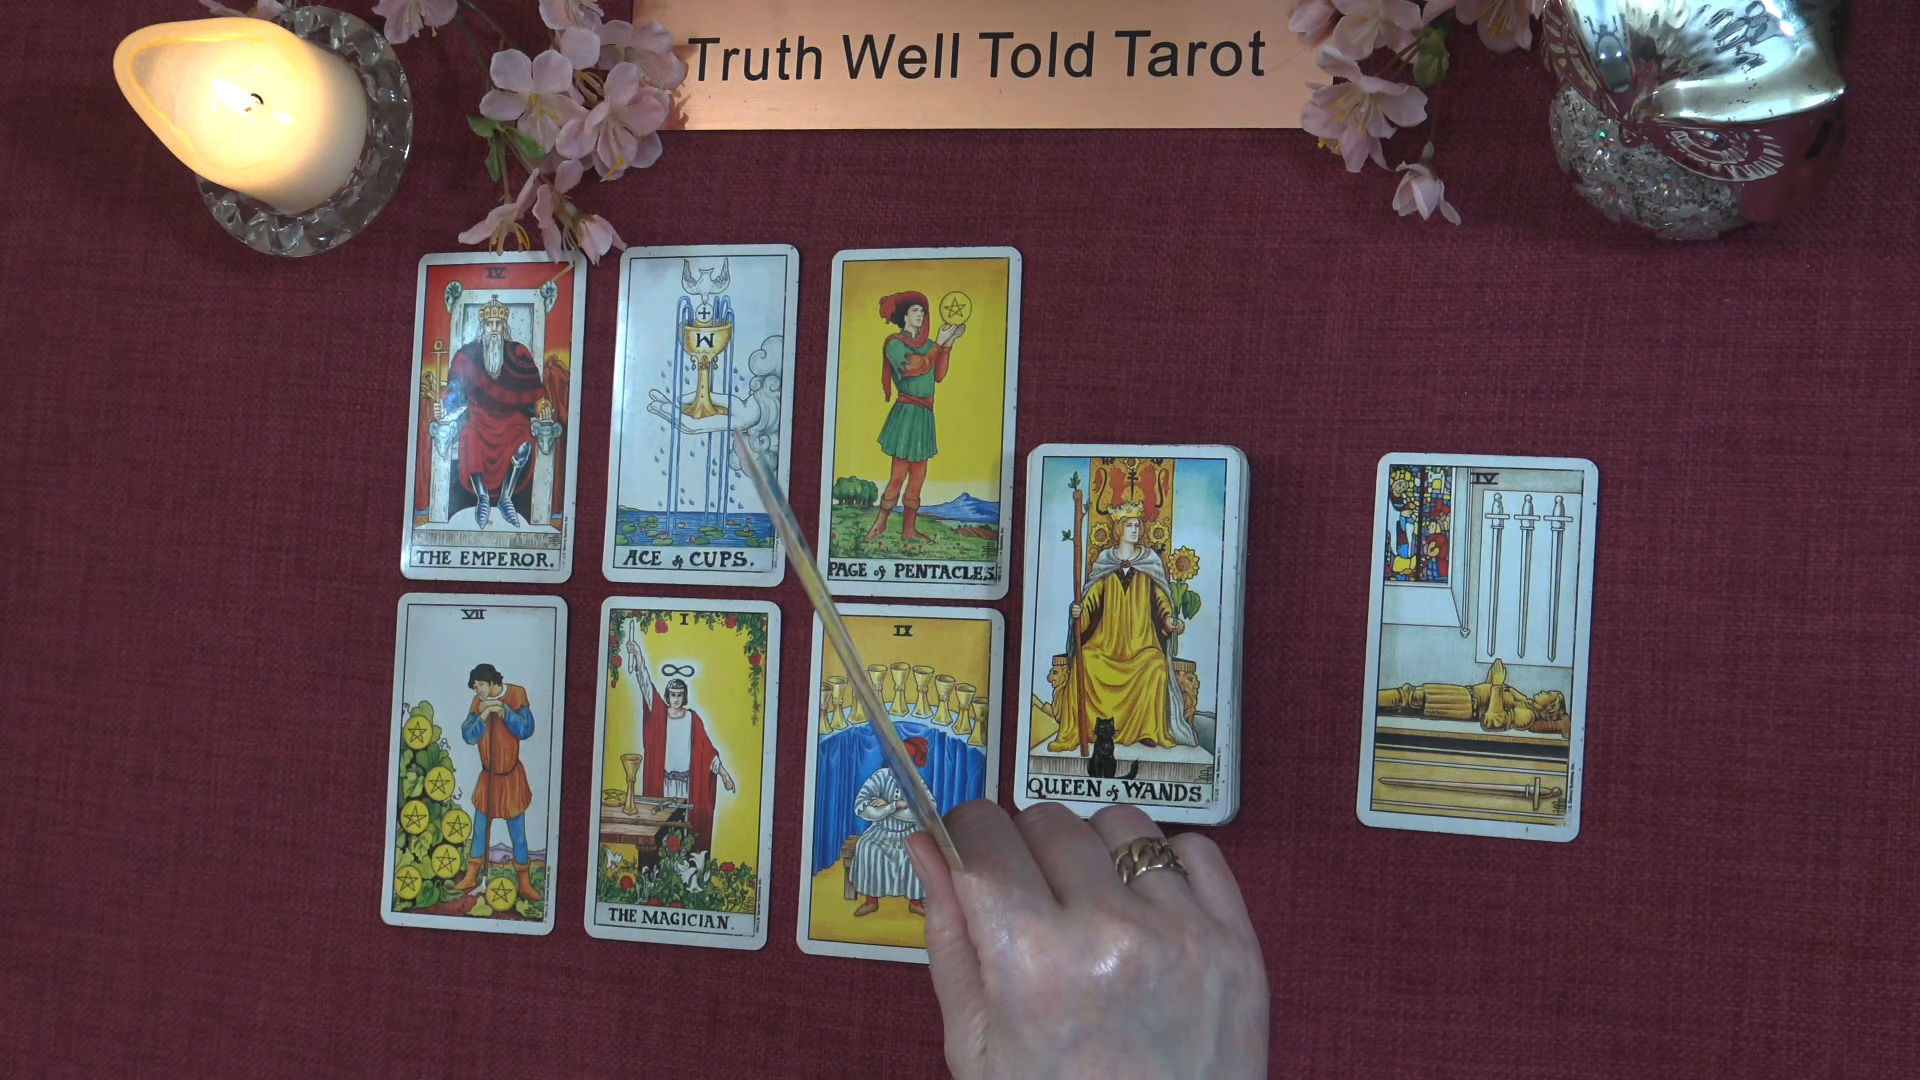 Truth Well Told Tarot
IV
THE EMPEROR.
W
ACE of CUPS.
PAGE of PENTACLES.
QUEEN of WANDS.
IV
VII
I
THE MAGICIAN.